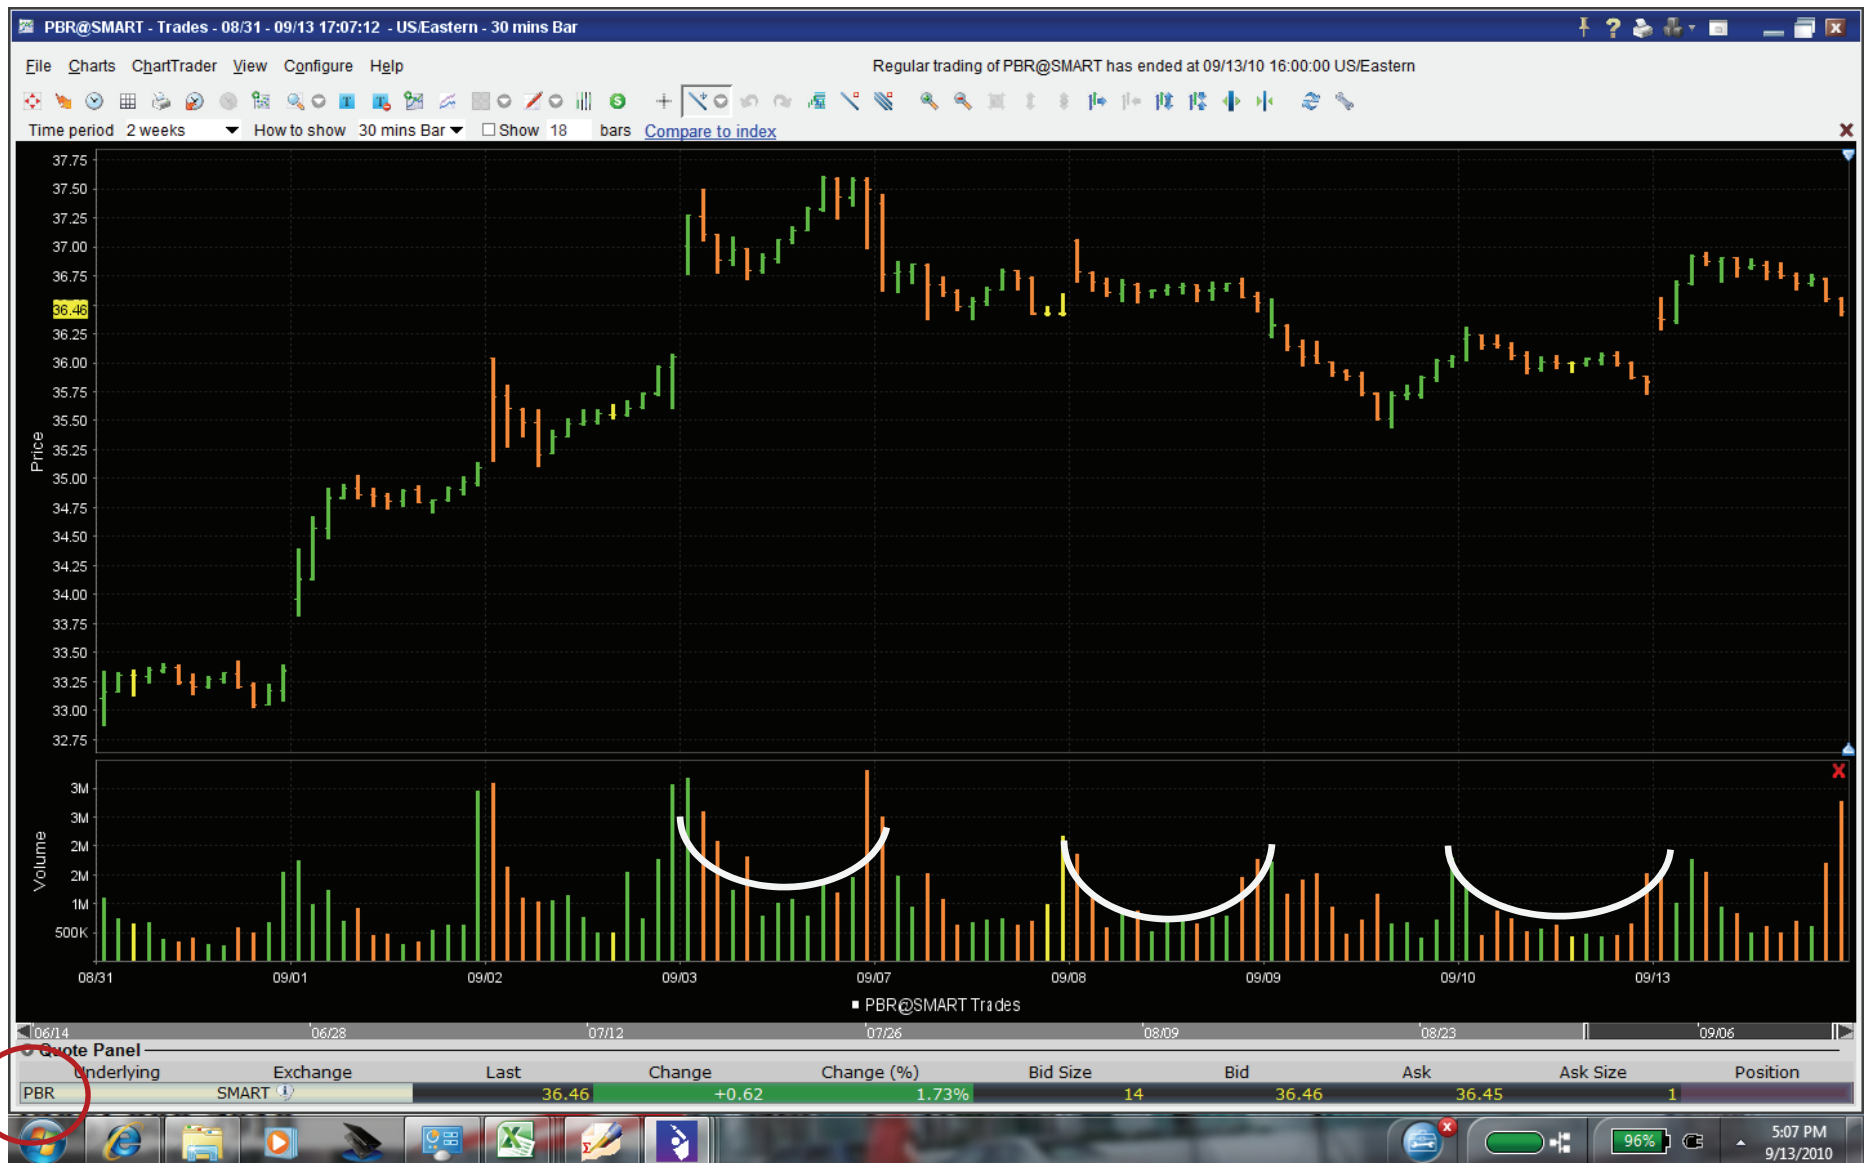 PBR@SMART - Trades - 08/31 - 09/13 17:07:12 - US/Eastern - 30 mins Bar
File Charts ChartTrader View Configure Help Regular trading of PBR@SMART has ended at 09/13/10 16:00:00 US/Eastern
Time period 2 weeks How to show 30 mins Bar Show 18 bars Compare to index
37.75
37.50
37.25
37.00
36.75
36.46
36.25
36.00
35.75
35.50
35.25
35.00
34.75
34.50
34.25
34.00
33.75
33.50
33.25
33.00
32.75
Price
3M
3M
2M
2M
1M
500K
Volume
08/31 09/01 09/02 09/03 09/07 09/08 09/09 09/10 09/13
PBR@SMART Trades
06/14 06/28 07/12 07/26 08/09 08/23 09/06
Quote Panel
Underlying Exchange Last Change Change (%) Bid Size Bid Ask Ask Size Position
PBR SMART 36.46 +0.62 1.73% 14 36.46 36.45 1
96% 5:07 PM
9/13/2010